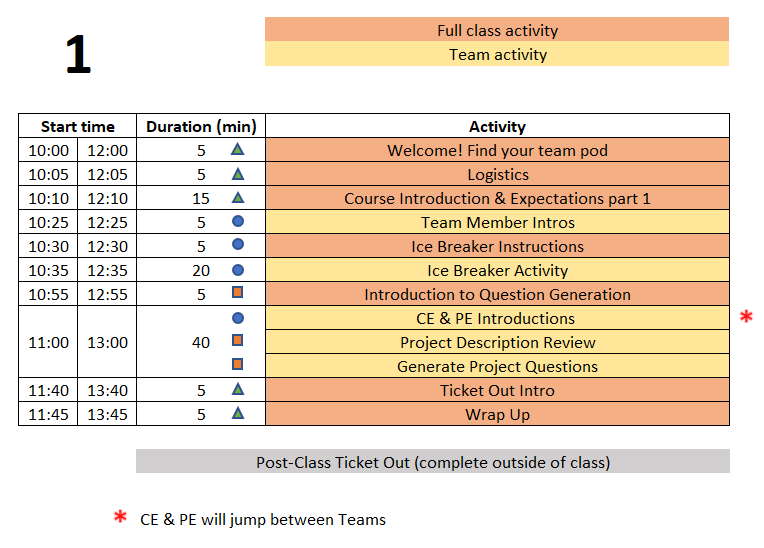 1
Full class activity
Team activity
Start time Duration (min) Activity
10:00 12:00 5 Welcome! Find your team pod
10:05 12:05 5 Logistics
10:10 12:10 15 Course Introduction & Expectations part 1
10:25 12:25 5 Team Member Intros
10:30 12:30 5 Ice Breaker Instructions
10:35 12:35 20 Ice Breaker Activity
10:55 12:55 5 Introduction to Question Generation
CE & PE Introductions *
11:00 13:00 40 Project Description Review
Generate Project Questions
11:40 13:40 5 Ticket Out Intro
11:45 13:45 5 Wrap Up
Post-Class Ticket Out (complete outside of class)
* CE & PE will jump between Teams